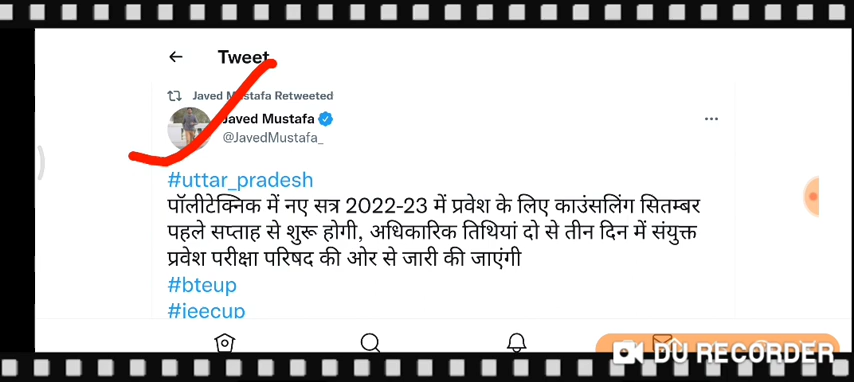 Tweet
Javed Mustafa Retweeted
Javed Mustafa
@JavedMustafa_
#uttar_pradesh
पॉलीटेक्निक में नए सत्र 2022-23 में प्रवेश के लिए काउंसलिंग सितम्बर
पहले सप्ताह से शुरू होगी, अधिकारिक तिथियां दो से तीन दिन में संयुक्त
प्रवेश परीक्षा परिषद की ओर से जारी की जाएंगी
#bteup
#jeecup
DU RECORDER